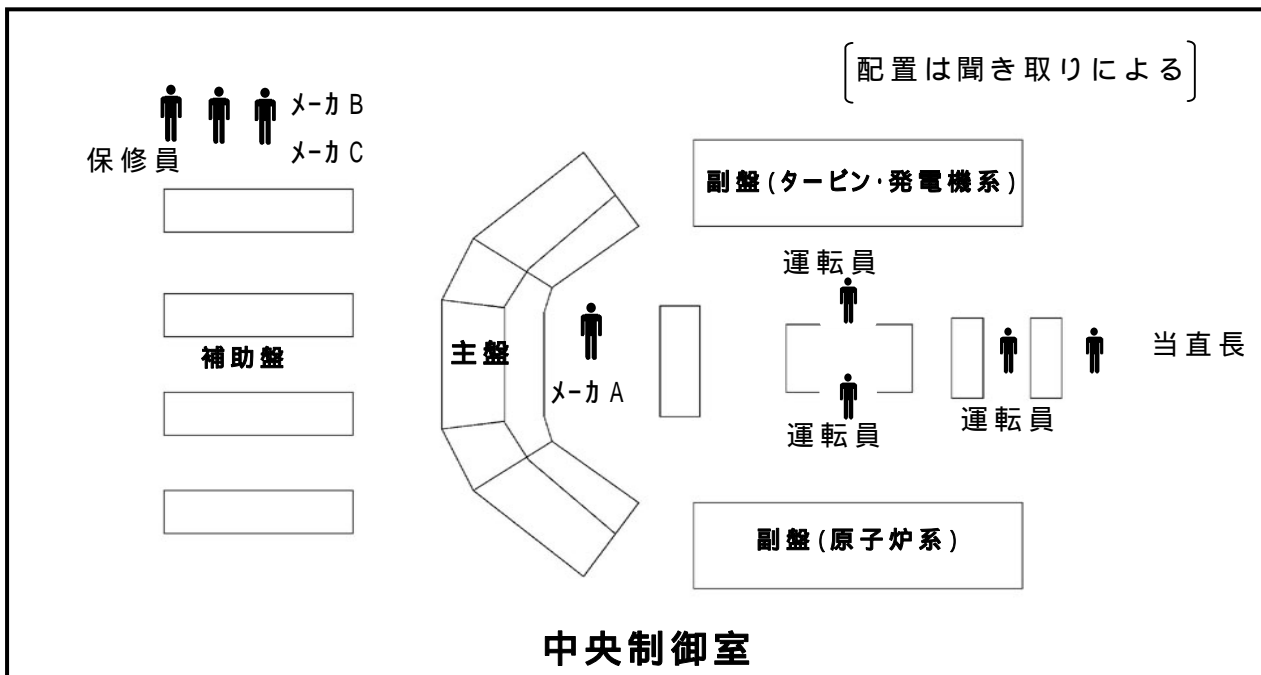 [配置は聞き取りによる]
ﾒｰｶ B
保修員
ﾒｰｶ C
副盤(タービン・発電機系)
運転員
補助盤
主盤
当直長
ﾒｰｶ A
運転員
運転員
副盤(原子炉系)
中央制御室